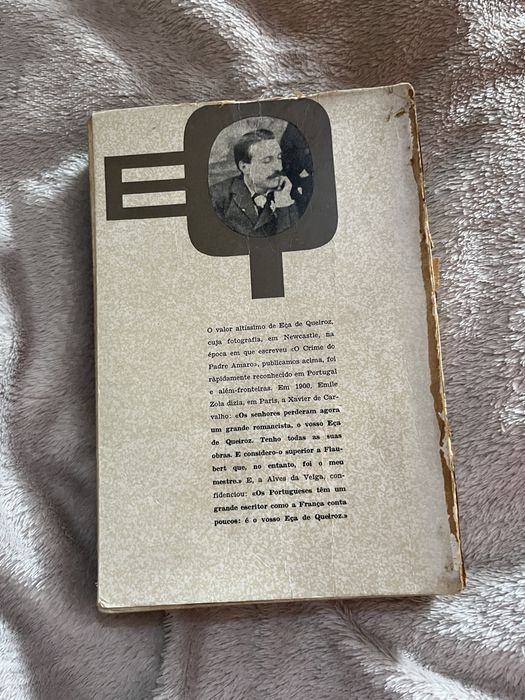 EQ
O valor altíssimo de Eça de Queiroz,
cuja fotografia, em Newcastle, na
época em que escreveu «O Crime do
Padre Amaro», publicamos acima, foi
ràpidamente reconhecido em Portugal
e além-fronteiras. Em 1900, Emile
Zola dizia, em Paris, a Xavier de Car-
valho: «Os senhores perderam agora
um grande romancista, o vosso Eça
de Queiroz. Tenho todas as suas
obras. E considero-o superior a Flau-
bert que, no entanto, foi o meu
mestre.» E, a Alves da Veiga, con-
fidenciou: «Os Portugueses têm um
grande escritor como a França conta
poucos: é o vosso Eça de Queiroz.»